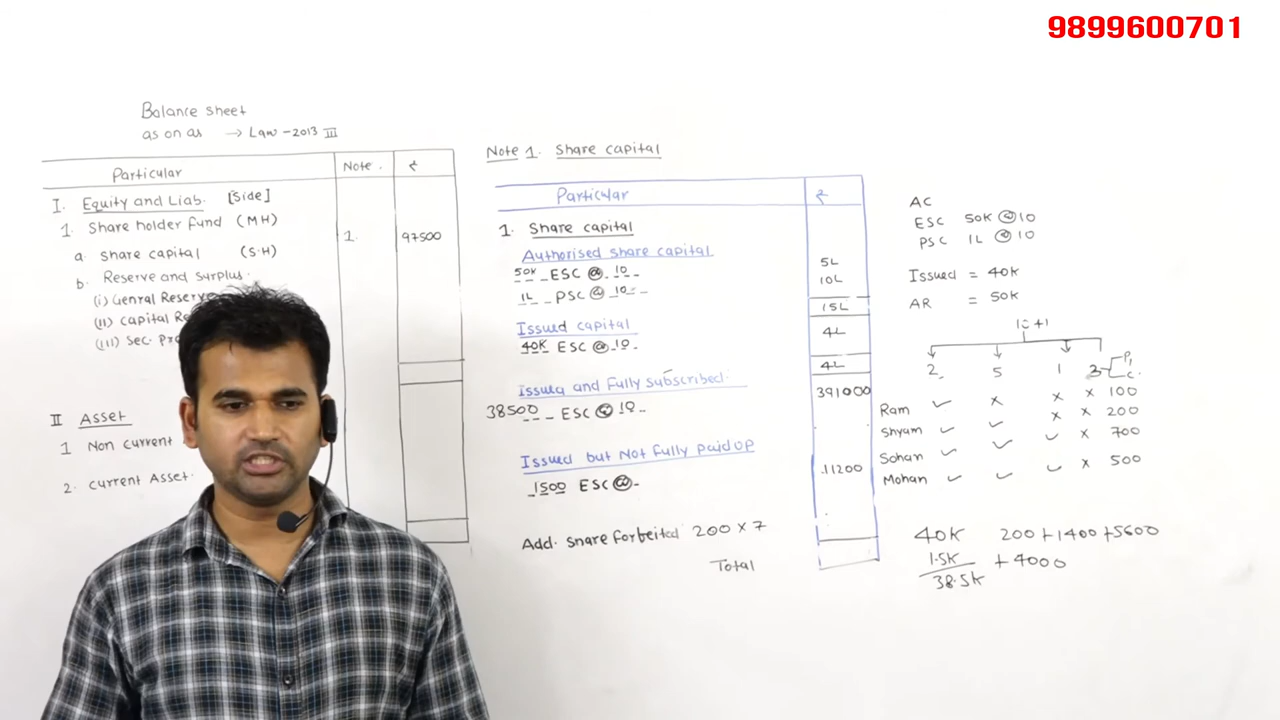 9899600701
Balance sheet
as on as → Law - 2013 III
Particular Note. ₹
I. Equity and Liab. [Side]
1. Share holder fund (MH)
a. share capital (S.H) 1. 97500
b. Reserve and surplus.
(i) Genral Reserve
(II) Capital Re
(III) Sec. Pr
II Asset
1 Non current
2. current Asset.
Note 1. Share capital
Particular ₹
1. Share capital
Authorised share capital
50K ESC @ 10 5L
1L PSC @ 10 10L
15L
Issued capital
40K ESC @ 10 4L
4L
Issued and Fully subscribed.
38500 ESC @ 10 391000
Issued but Not Fully paid up
1500 ESC @ 11200
Add. share forbeited 200 x 7
Total
AC
ESC 50K @ 10
PSC 1L @ 10
Issued = 40K
AR = 50K
10+1
2 5 1 3 P, C.
Ram ✓ x x x 100
Shyam ✓ ✓ x x 200
Sohan ✓ ✓ ✓ x 700
Mohan ✓ ✓ ✓ x 500
40K 200+1400+5600
1.5K + 4000
38.5K